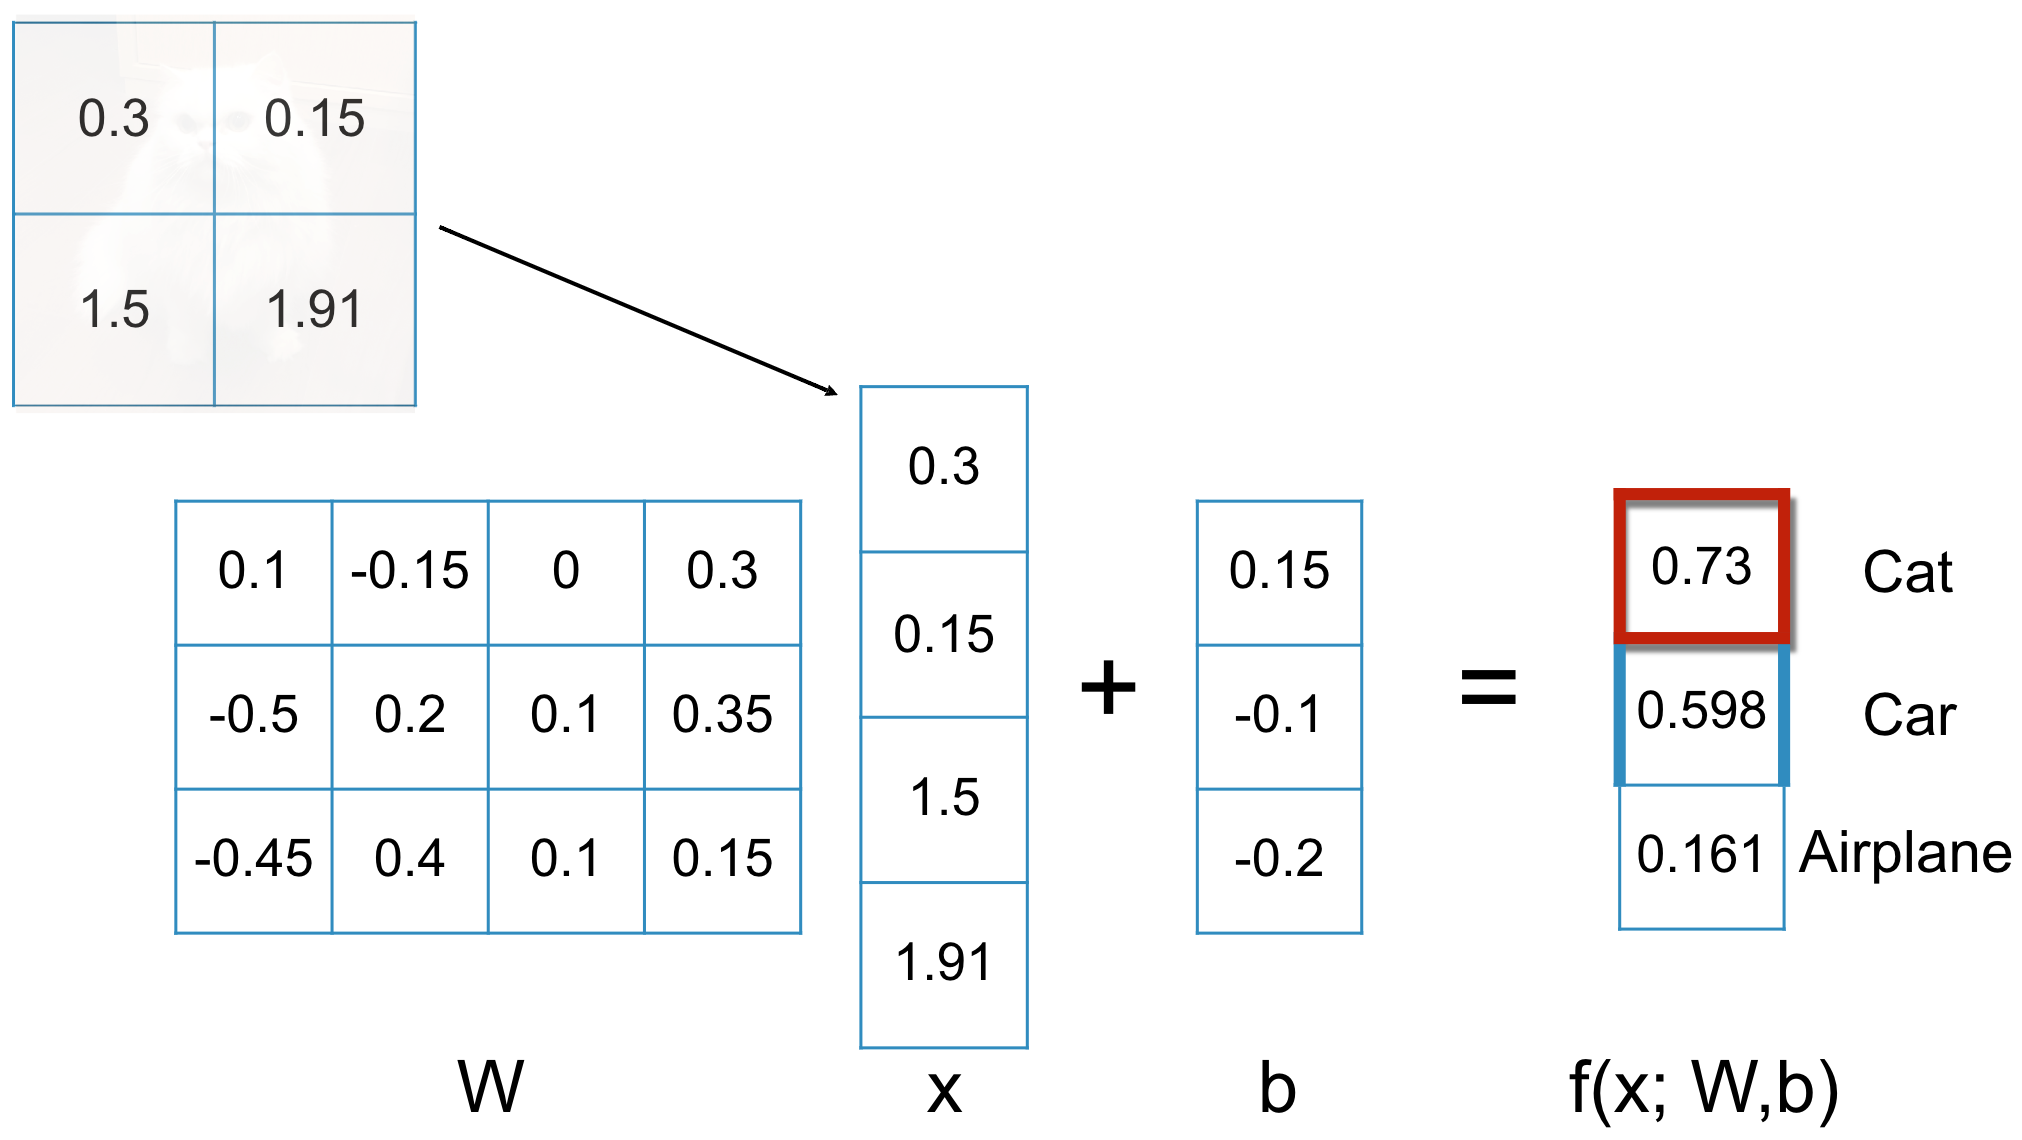 0.3 0.15
1.5 1.91
0.1 -0.15 0 0.3
-0.5 0.2 0.1 0.35
-0.45 0.4 0.1 0.15
W
0.3
0.15
1.5
1.91
x
+
0.15
-0.1
-0.2
b
=
0.73 Cat
0.598 Car
0.161 Airplane
f(x; W,b)